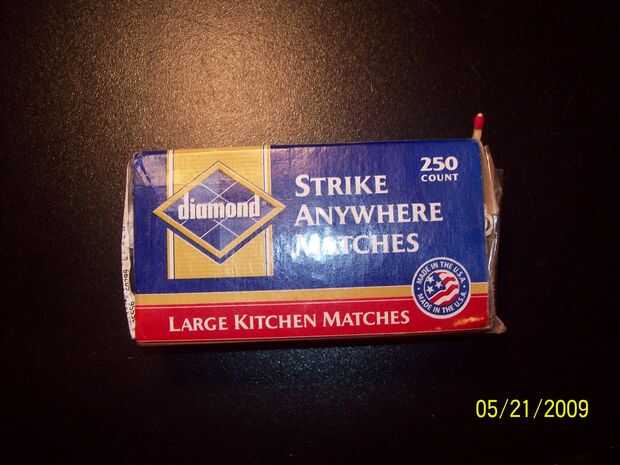 diamond
STRIKE
ANYWHERE
MATCHES
250
COUNT
MADE IN THE U.S.A.
MADE IN THE U.S.A.
LARGE KITCHEN MATCHES
05/21/2009